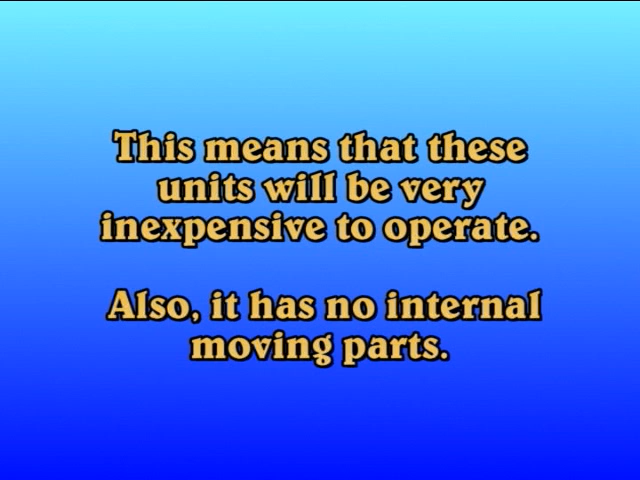 This means that these
units will be very
inexpensive to operate.
Also, it has no internal
moving parts.